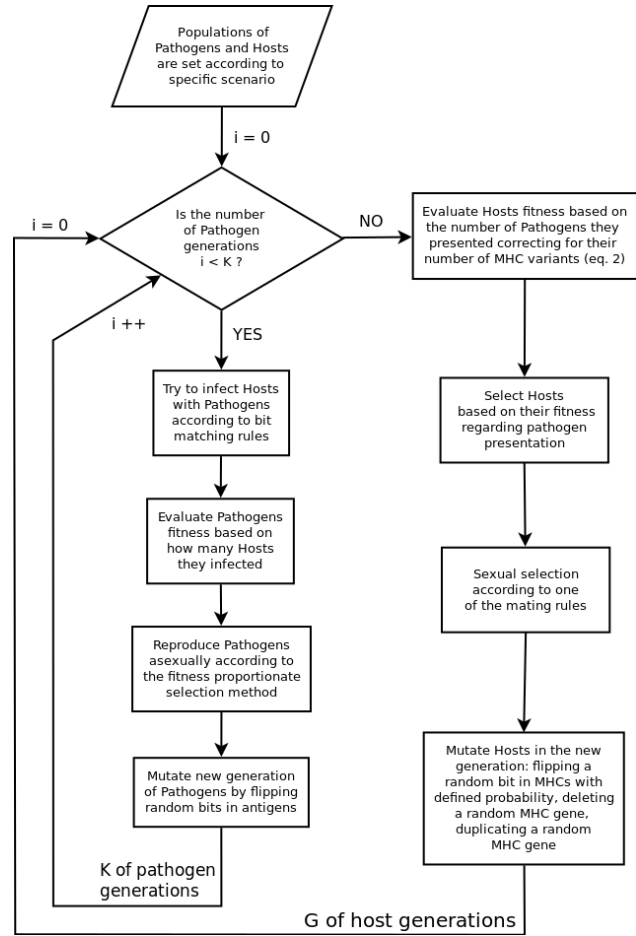 Populations of
Pathogens and Hosts
are set according to
specific scenario
i = 0
i = 0
Is the number
of Pathogen
generations
i < K ?
NO
Evaluate Hosts fitness based on
the number of Pathogens they
presented correcting for their
number of MHC variants (eq. 2)
i ++
YES
Try to infect Hosts
with Pathogens
according to bit
matching rules
Select Hosts
based on their fitness
regarding pathogen
presentation
Evaluate Pathogens
fitness based on
how many Hosts
they infected
Sexual selection
according to one
of the mating rules
Reproduce Pathogens
asexually according to
the fitness proportionate
selection method
Mutate new generation
of Pathogens by flipping
random bits in antigens
Mutate Hosts in the new
generation: flipping a
random bit in MHCs with
defined probability, deleting
a random MHC gene,
duplicating a random
MHC gene
K of pathogen
generations
G of host generations